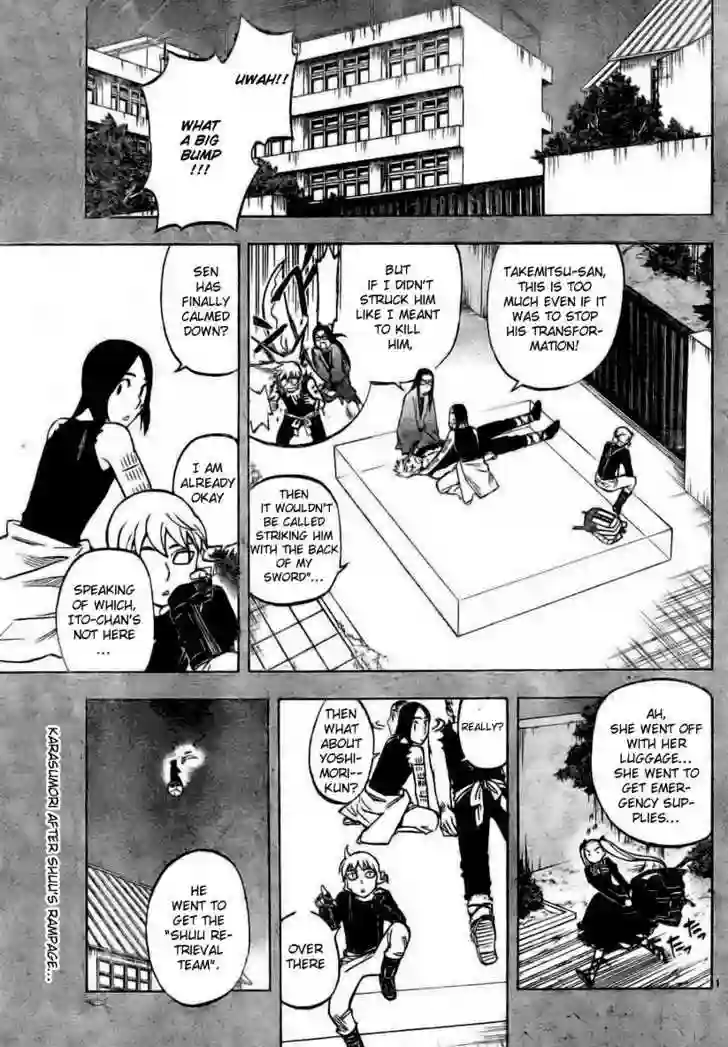 UWAH!!
WHAT
A BIG
BUMP
!!!
TAKEMITSU-SAN,
THIS IS TOO
MUCH EVEN IF IT
WAS TO STOP
HIS TRANSFOR-
MATION!
BUT
IF I DIDN'T
STRUCK HIM
LIKE I MEANT
TO KILL
HIM,
THEN
IT WOULDN'T
BE CALLED
STRIKING HIM
WITH THE BACK
OF MY
SWORD"...
SEN
HAS
FINALLY
CALMED
DOWN?
I AM
ALREADY
OKAY
SPEAKING
OF WHICH,
ITO-CHAN'S
NOT HERE
...
AH,
SHE WENT OFF
WITH HER
LUGGAGE...
SHE WENT TO
GET EMER-
GENCY SUP-
PLIES...
REALLY?
THEN
WHAT
ABOUT
YOSHI-
MORI--
KUN?
OVER
THERE
HE
WENT TO
GET THE
"SHUU RE-
TRIEVAL
TEAM".
KARASUMORI AFTER SHUU'S RAMPAGE...